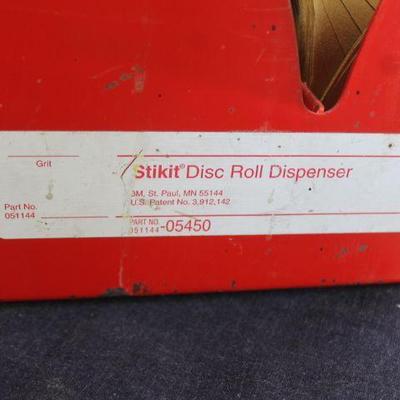 Grit
Stikit® Disc Roll Dispenser
3M, St. Paul, MN 55144
U.S. Patent No. 3,912,142
Part No.
051144
PART NO.
051144-05450